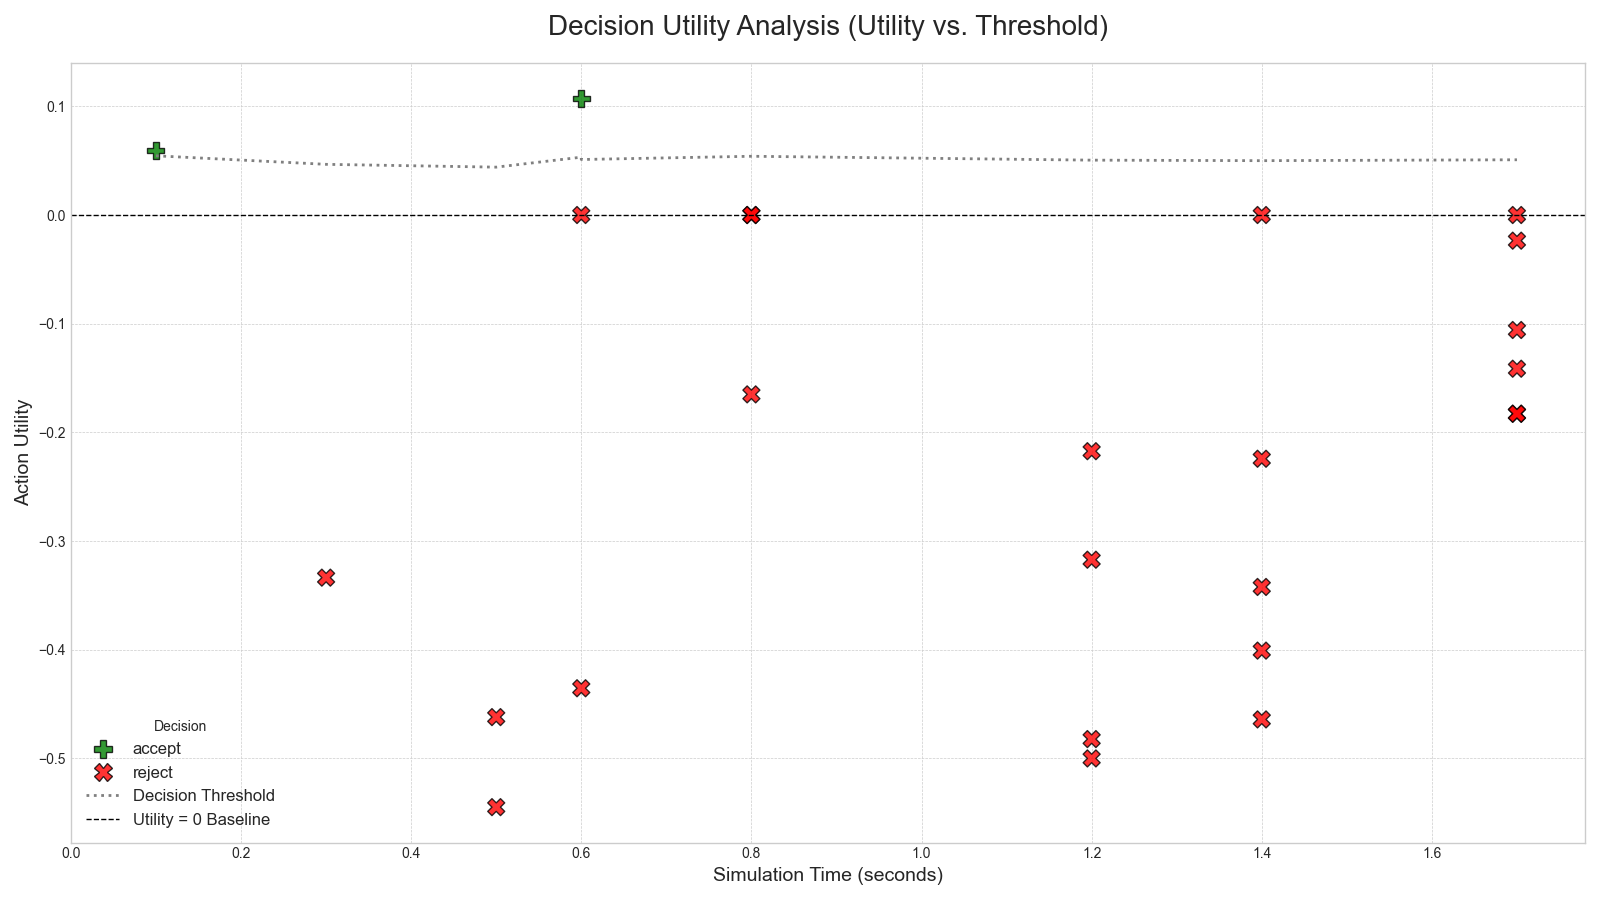 Decision Utility Analysis (Utility vs. Threshold)
Action Utility
0.1
0.0
−0.1
−0.2
−0.3
−0.4
−0.5
Decision
accept
reject
Decision Threshold
Utility = 0 Baseline
0.0 0.2 0.4 0.6 0.8 1.0 1.2 1.4 1.6
Simulation Time (seconds)